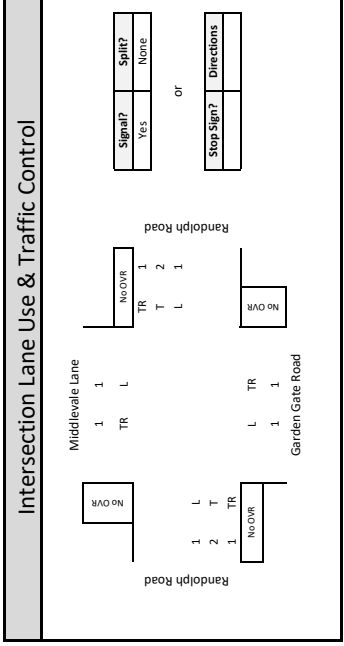 Intersection Lane Use & Traffic Control
Middlevale Lane
1 1
TR L
No OVR
No OVR
TR 1
T 2
L 1
Randolph Road
Randolph Road
1 L
2 T
1 TR
No OVR
No OVR
L TR
1 1
Garden Gate Road
Signal? Split?
Yes None
or
Stop Sign? Directions